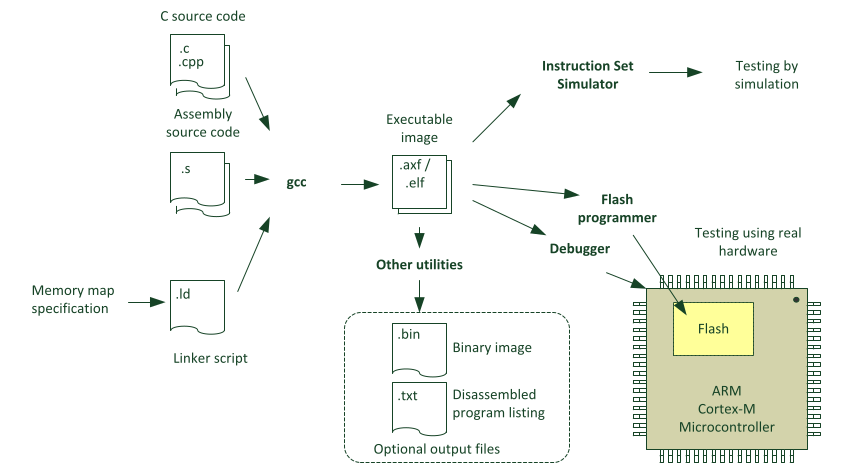 C source code
.c
.cpp
Assembly
source code
.s
gcc
Memory map
specification
.ld
Linker script
Executable
image
.axf /
.elf
Other utilities
.bin
Binary image
.txt
Disassembled
program listing
Optional output files
Instruction Set
Simulator
Testing by
simulation
Flash
programmer
Debugger
Testing using real
hardware
Flash
ARM
Cortex-M
Microcontroller